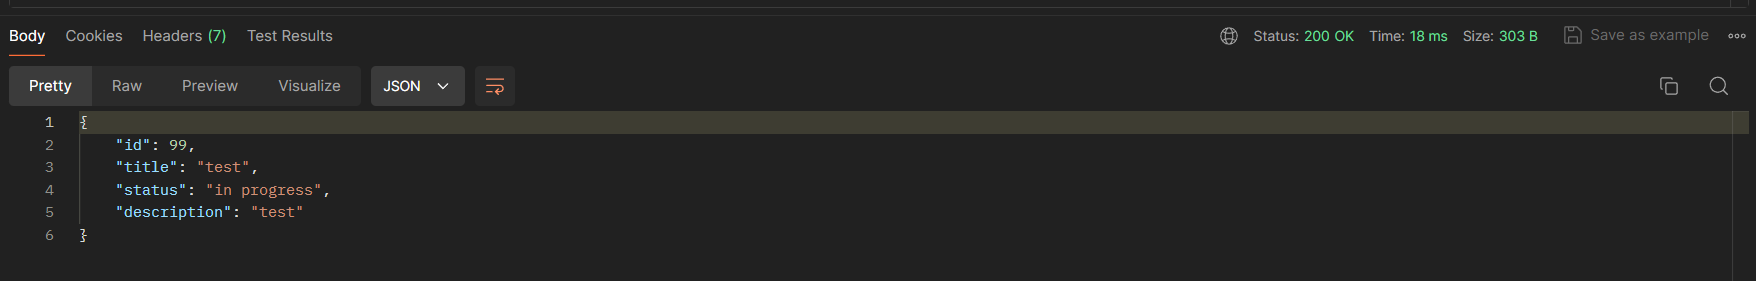 Body Cookies Headers (7) Test Results Status: 200 OK Time: 18 ms Size: 303 B Save as example
Pretty Raw Preview Visualize JSON
1 {
2 "id": 99,
3 "title": "test",
4 "status": "in progress",
5 "description": "test"
6 }